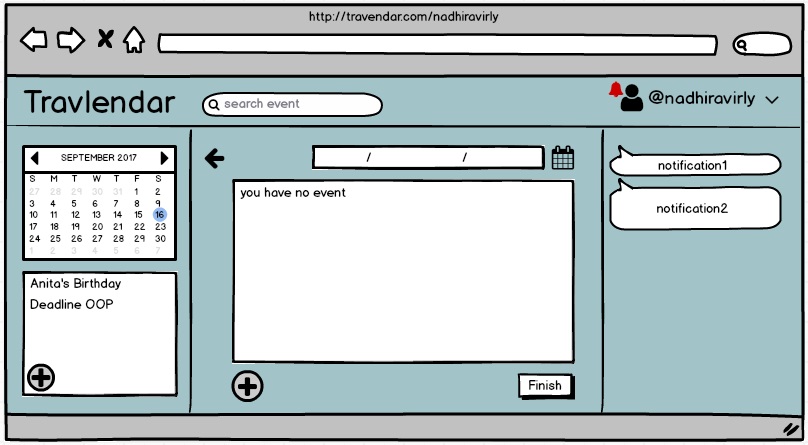 http://travendar.com/nadhiravirly
Travlendar
search event
@nadhiravirly
SEPTEMBER 2017
S M T W T F S
27 28 29 30 31 1 2
3 4 5 6 7 8 9
10 11 12 13 14 15 16
17 18 19 20 21 22 23
24 25 26 27 28 29 30
1 2 3 4 5 6 7
Anita's Birthday
Deadline OOP
/ /
you have no event
Finish
notification1
notification2